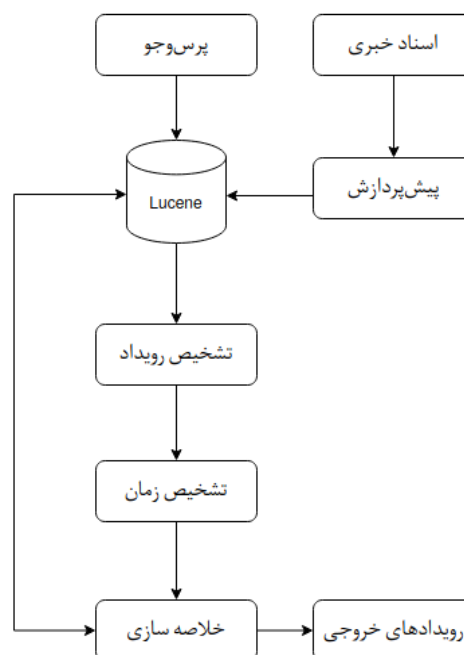 اسناد خبری
پرس‌وجو
پیش‌پردازش
Lucene
تشخیص رویداد
تشخیص زمان
خلاصه سازی
رویدادهای خروجی